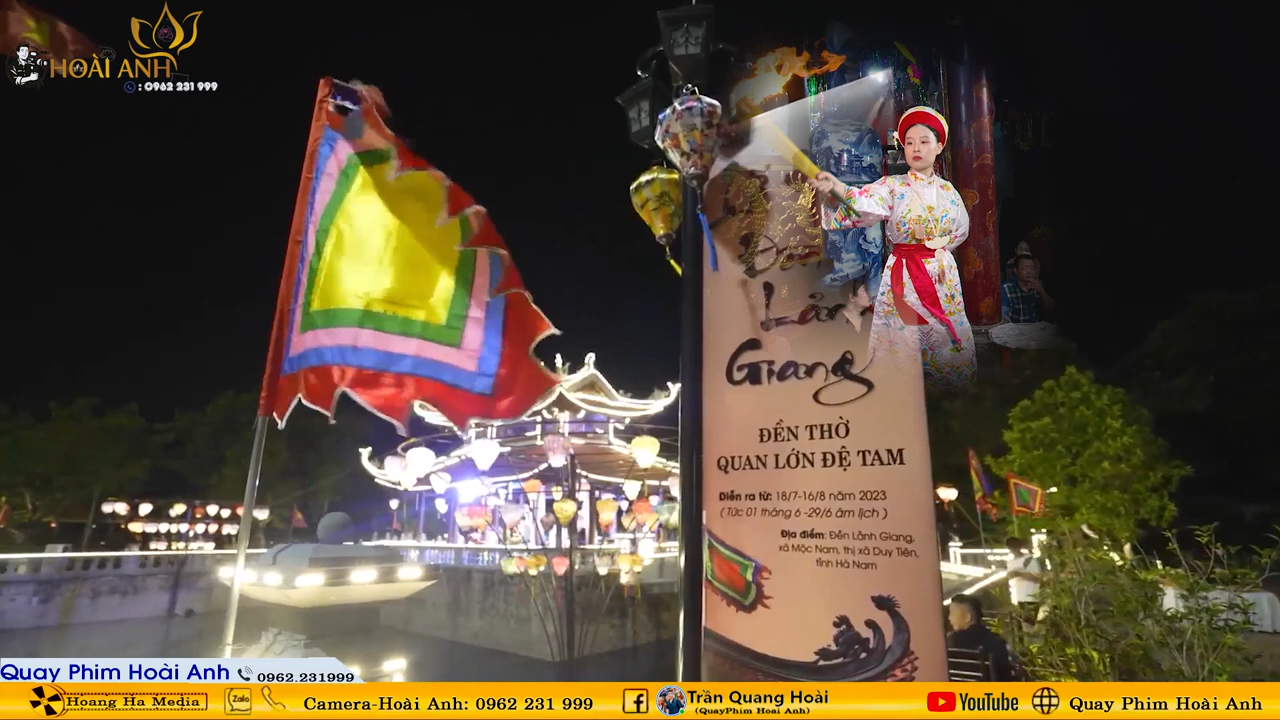 HOÀI ANH
: 0962 231 999
Đền
Lảnh
Giang
ĐỀN THỜ
QUAN LỚN ĐỆ TAM
Diễn ra từ: 18/7-16/8 năm 2023
( Tức 01 tháng 6 -29/6 âm lịch )
Địa điểm: Đền Lảnh Giang,
xã Mộc Nam, thị xã Duy Tiên,
tỉnh Hà Nam
Quay Phim Hoài Anh 0962.231999
Hoang Ha Media Zalo Camera-Hoài Anh: 0962 231 999 Trần Quang Hoài YouTube Quay Phim Hoài Anh
(QuayPhim Hoai Anh)